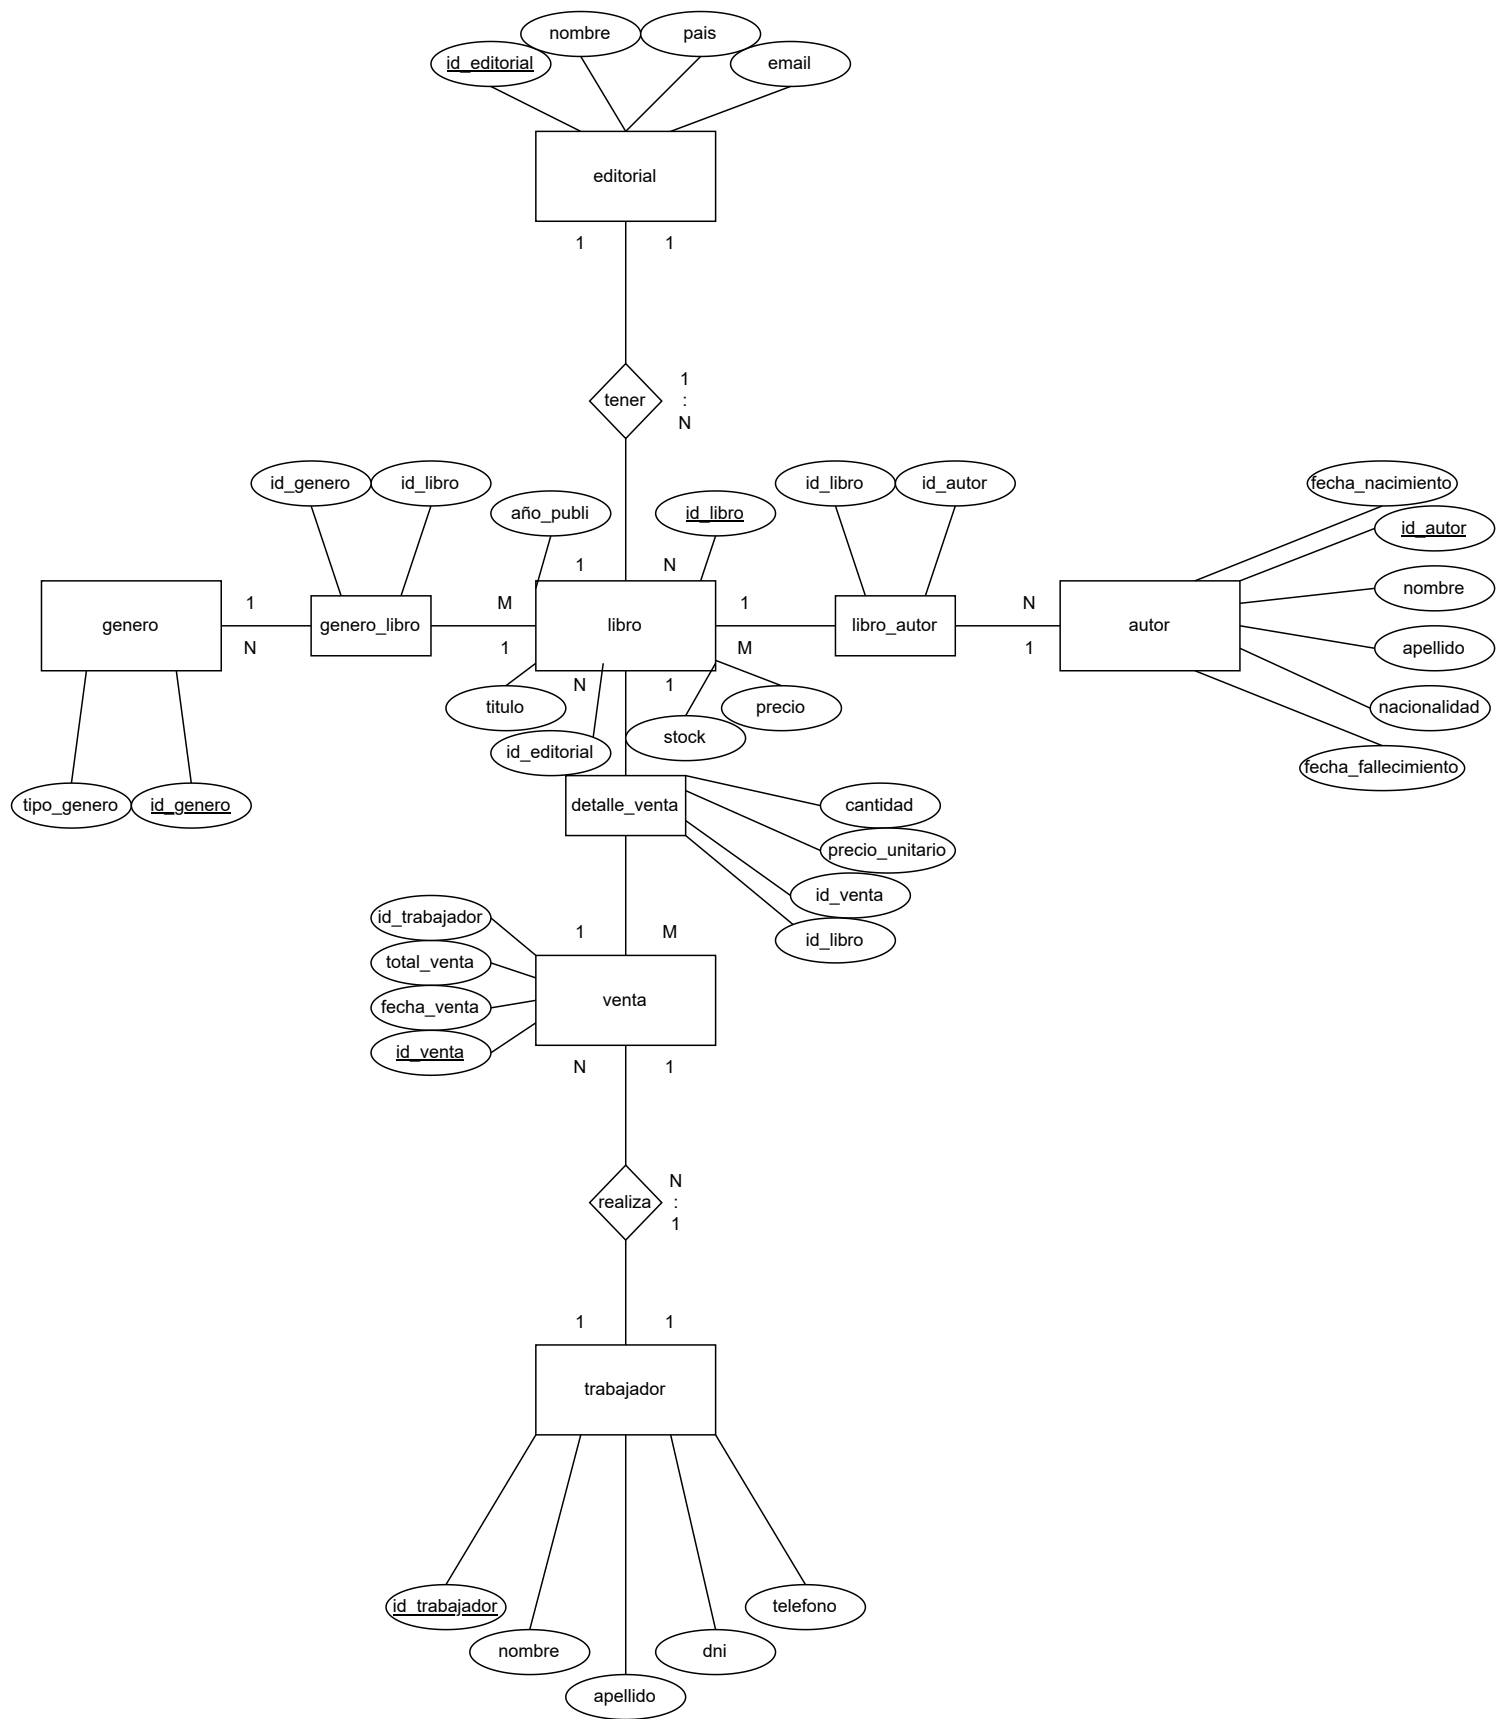 nombre
pais
id_editorial
email
editorial
1
1
tener
1
:
N
id_genero
id_libro
año_publi
id_libro
id_libro
id_autor
fecha_nacimiento
id_autor
nombre
apellido
nacionalidad
fecha_fallecimiento
1
N
genero
1
N
genero_libro
M
1
libro
1
M
libro_autor
N
1
autor
N
1
titulo
id_editorial
stock
precio
tipo_genero
id_genero
detalle_venta
cantidad
precio_unitario
id_venta
id_libro
id_trabajador
total_venta
fecha_venta
id_venta
1
M
venta
N
1
realiza
N
:
1
1
1
trabajador
id_trabajador
nombre
apellido
dni
telefono